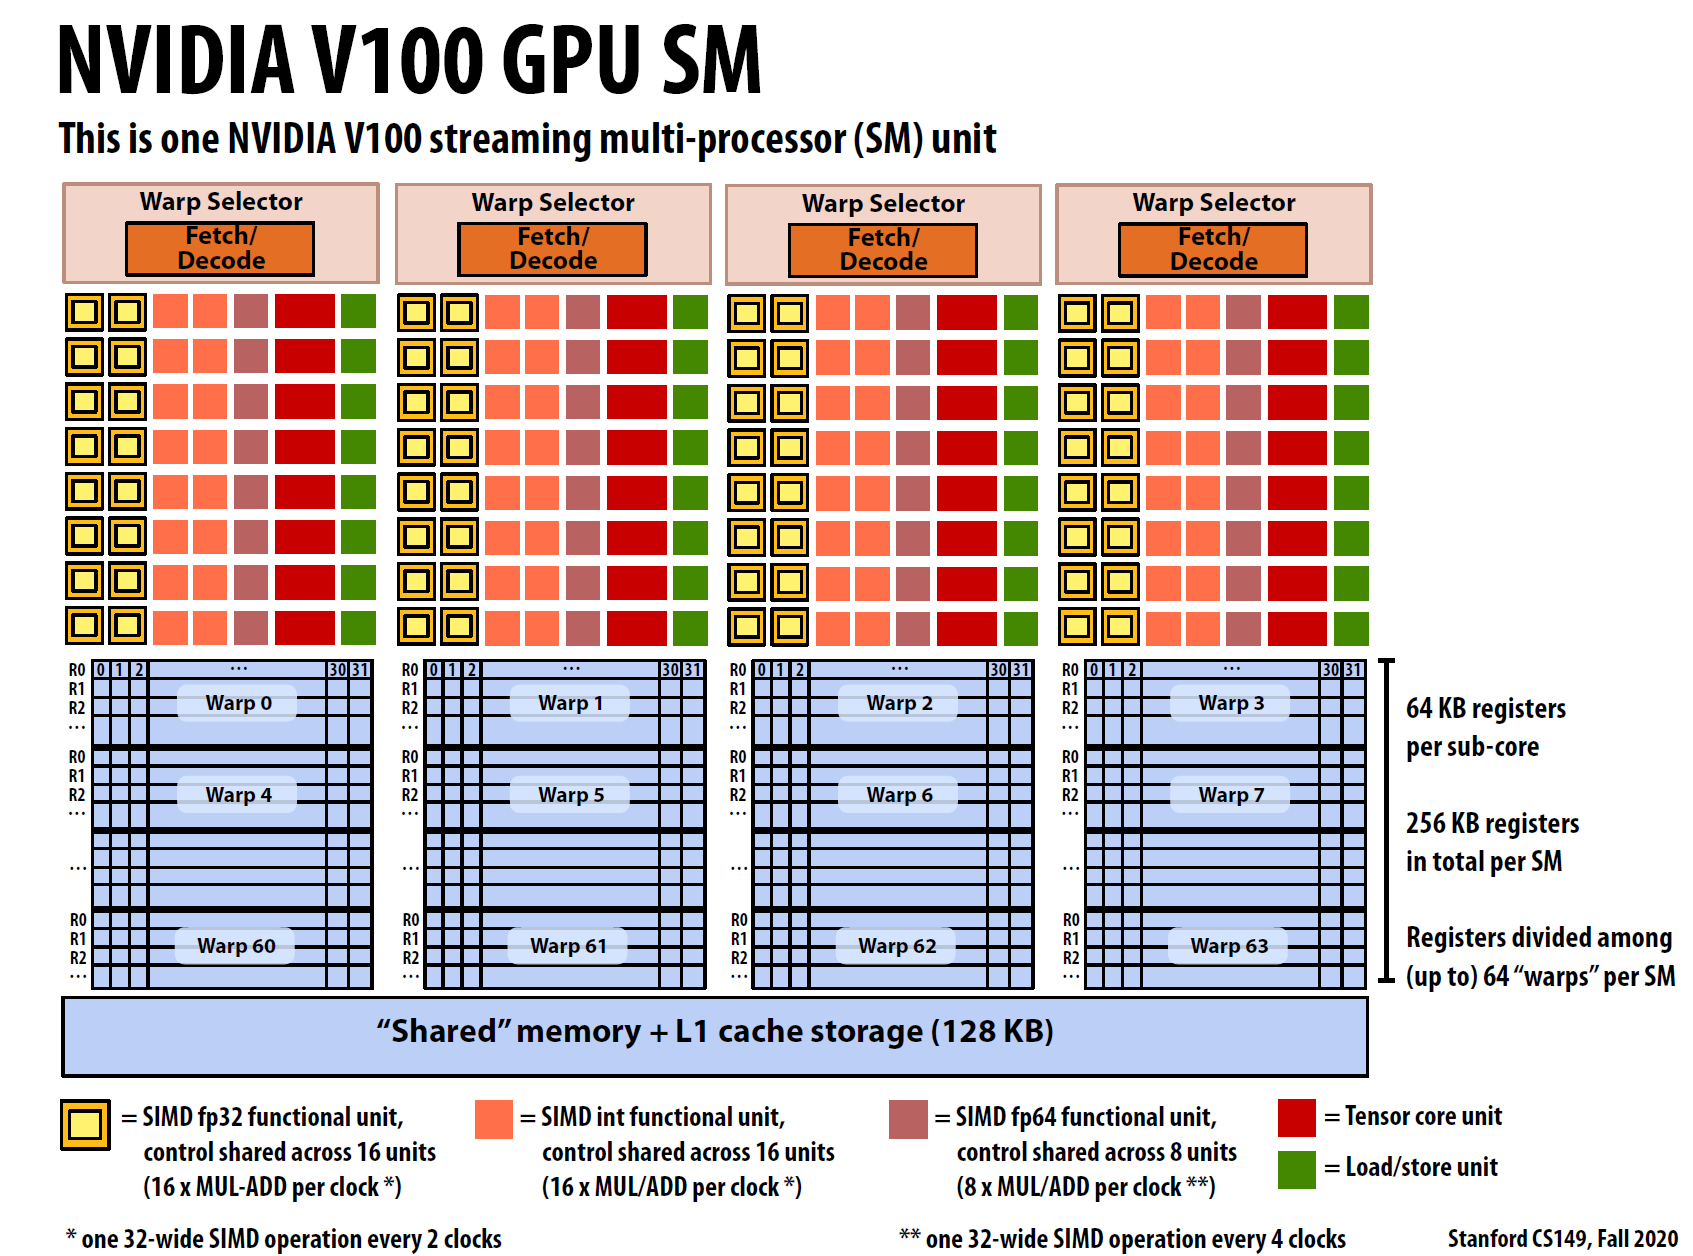 NVIDIA V100 GPU SM
This is one NVIDIA V100 streaming multi-processor (SM) unit
Warp Selector
Fetch/
Decode
Warp Selector
Fetch/
Decode
Warp Selector
Fetch/
Decode
Warp Selector
Fetch/
Decode
R0 0 1 2 ... 30 31
R1
R2
...
Warp 0
R0 0 1 2 ... 30 31
R1
R2
...
Warp 1
R0 0 1 2 ... 30 31
R1
R2
...
Warp 2
R0 0 1 2 ... 30 31
R1
R2
...
Warp 3
R0
R1
R2
...
Warp 4
R0
R1
R2
...
Warp 5
R0
R1
R2
...
Warp 6
R0
R1
R2
...
Warp 7
...
...
...
...
R0
R1
R2
...
Warp 60
R0
R1
R2
...
Warp 61
R0
R1
R2
...
Warp 62
R0
R1
R2
...
Warp 63
64 KB registers
per sub-core
256 KB registers
in total per SM
Registers divided among
(up to) 64 “warps” per SM
“Shared” memory + L1 cache storage (128 KB)
= SIMD fp32 functional unit,
control shared across 16 units
(16 x MUL-ADD per clock *)
= SIMD int functional unit,
control shared across 16 units
(16 x MUL/ADD per clock *)
= SIMD fp64 functional unit,
control shared across 8 units
(8 x MUL/ADD per clock **)
= Tensor core unit
= Load/store unit
* one 32-wide SIMD operation every 2 clocks
** one 32-wide SIMD operation every 4 clocks
Stanford CS149, Fall 2020